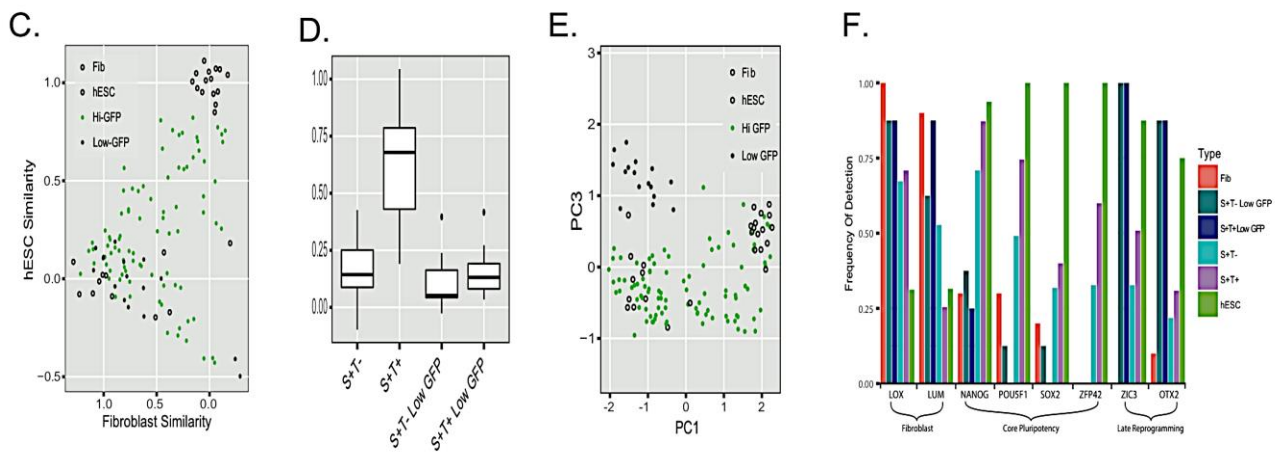 C.
hESC Similarity
1.0
0.5
0.0
−0.5
Fib
hESC
Hi-GFP
Low-GFP
1.0 0.5 0.0
Fibroblast Similarity
D.
1.00
0.75
0.50
0.25
0.00
S+T-
S+T+
S+T- Low GFP
S+T+ Low GFP
E.
PC3
3
2
1
0
−1
Fib
hESC
Hi GFP
Low GFP
-2 -1 0 1 2
PC1
F.
Frequency Of Detection
1.00
0.75
0.50
0.25
0.00
LOX LUM NANOG POU5F1 SOX2 ZFP42 ZIC3 OTX2
Fibroblast Core Pluripotency Late Reprogramming
Type
Fib
S+T- Low GFP
S+T+Low GFP
S+T-
S+T+
hESC